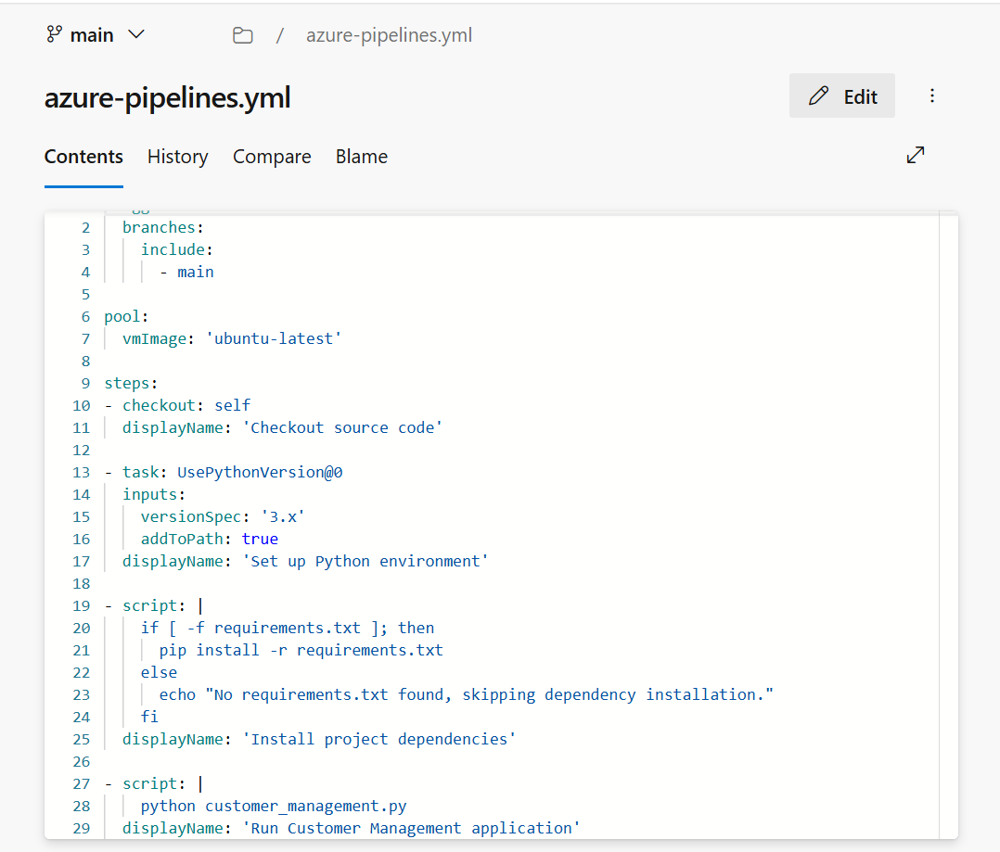 main
/ azure-pipelines.yml
azure-pipelines.yml
Edit
Contents History Compare Blame
2 branches:
3 include:
4 - main
5
6 pool:
7 vmImage: 'ubuntu-latest'
8
9 steps:
10 - checkout: self
11 displayName: 'Checkout source code'
12
13 - task: UsePythonVersion@0
14 inputs:
15 versionSpec: '3.x'
16 addToPath: true
17 displayName: 'Set up Python environment'
18
19 - script: |
20 if [ -f requirements.txt ]; then
21 pip install -r requirements.txt
22 else
23 echo "No requirements.txt found, skipping dependency installation."
24 fi
25 displayName: 'Install project dependencies'
26
27 - script: |
28 python customer_management.py
29 displayName: 'Run Customer Management application'